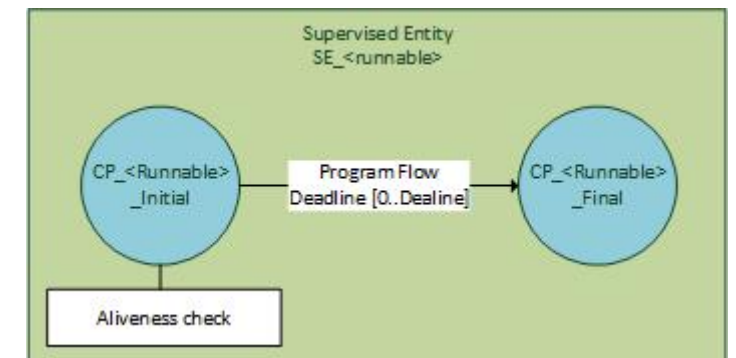 Supervised Entity
SE_<runnable>
CP_<Runnable>
_Initial
Program Flow
Deadline [0..Dealine]
CP_<Runnable>
_Final
Aliveness check